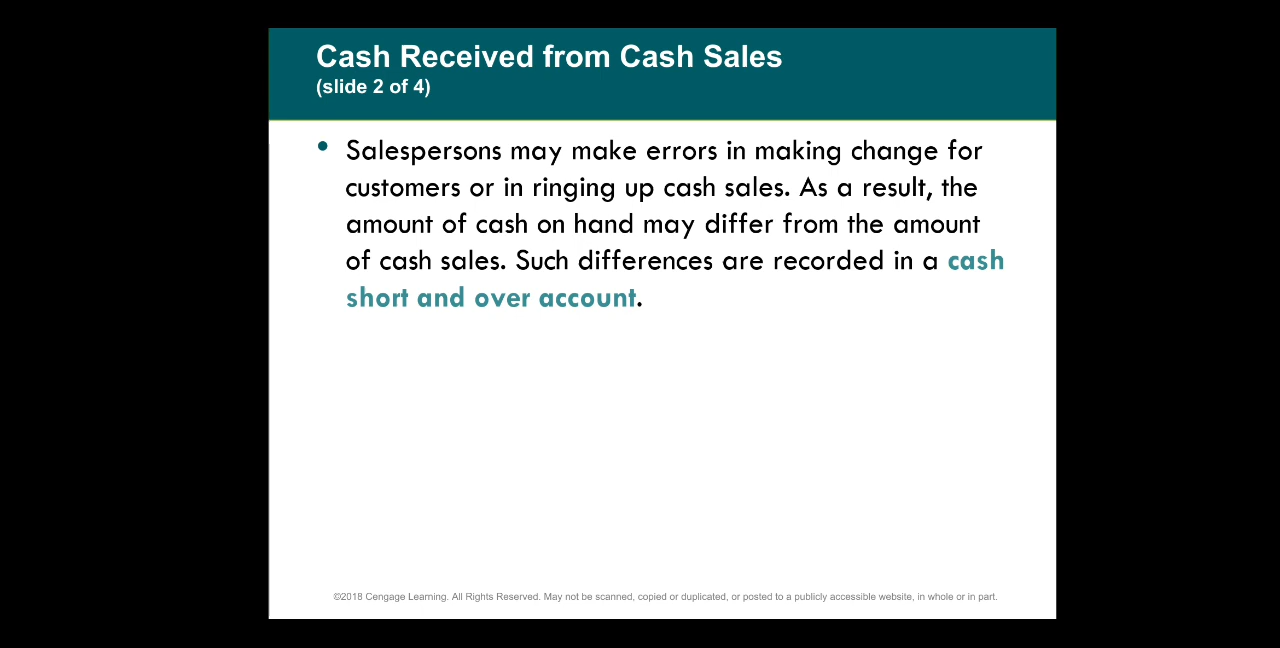 Cash Received from Cash Sales
(slide 2 of 4)
• Salespersons may make errors in making change for
customers or in ringing up cash sales. As a result, the
amount of cash on hand may differ from the amount
of cash sales. Such differences are recorded in a cash
short and over account.
©2018 Cengage Learning. All Rights Reserved. May not be scanned, copied or duplicated, or posted to a publicly accessible website, in whole or in part.